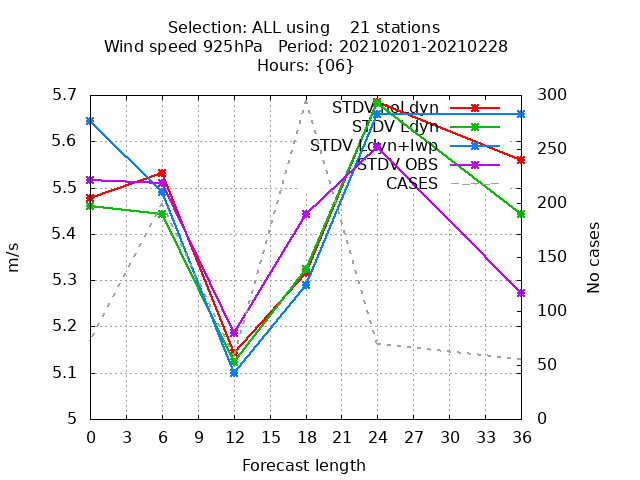 Selection: ALL using 21 stations
Wind speed 925hPa Period: 20210201-20210228
Hours: {06}
5.7
5.6
5.5
5.4
5.3
5.2
5.1
5
300
250
200
150
100
50
0
0 3 6 9 12 15 18 21 24 27 30 33 36
m/s
No cases
Forecast length
STDV
dyn
STDV Ldyn
STDV
STDV OBS
CASES